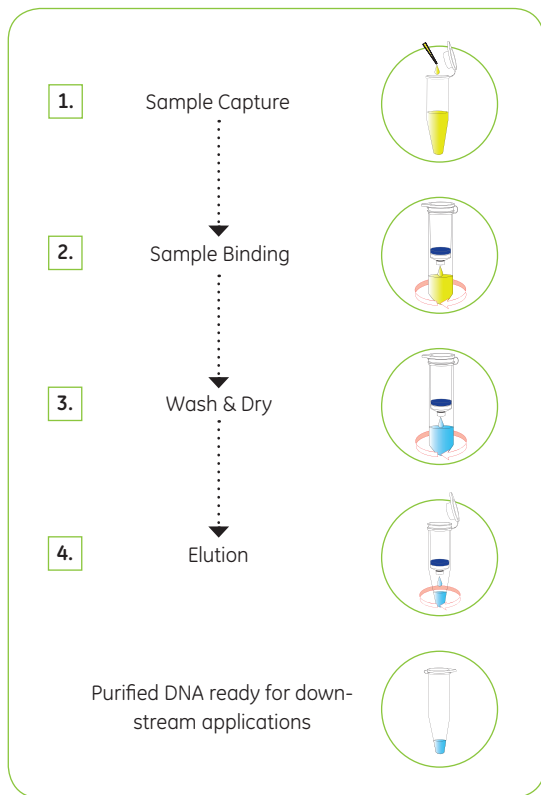 1. Sample Capture
2. Sample Binding
3. Wash & Dry
4. Elution
Purified DNA ready for down-
stream applications